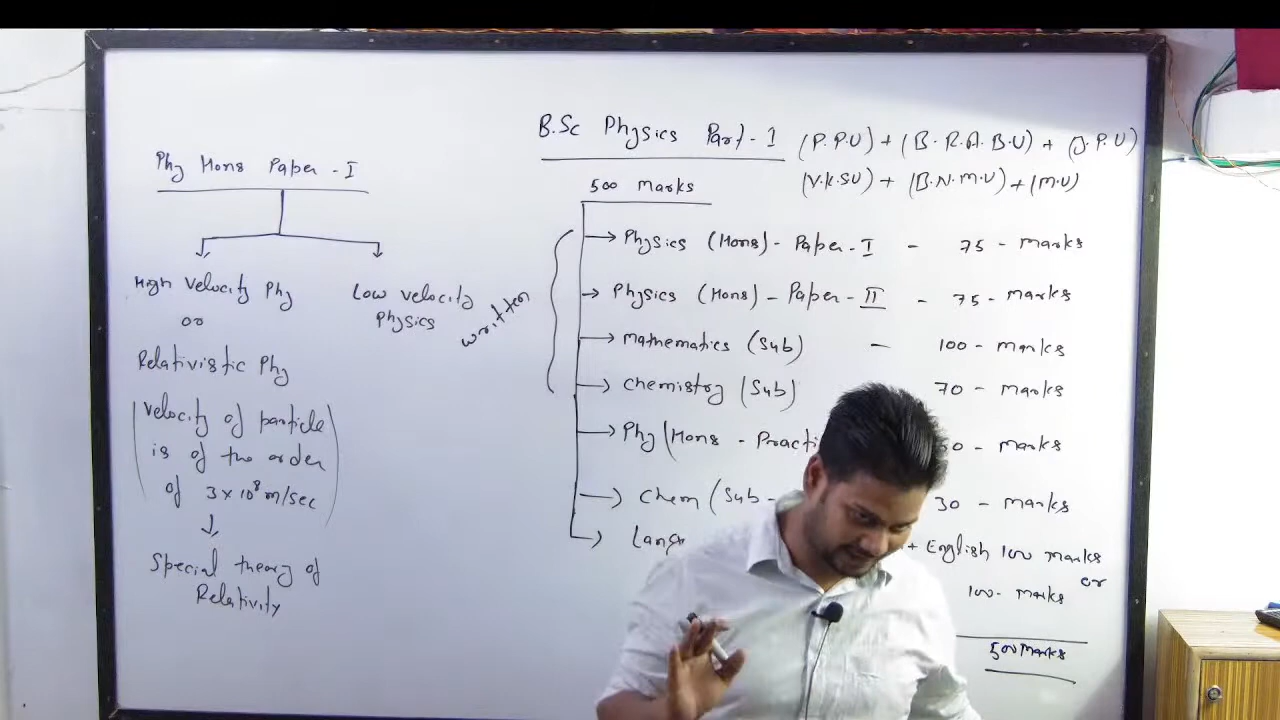 Phy Hons Paper - I
High velocity Phy
or
Relativistic Phy
(velocity of particle
is of the order
of 3 x 10⁸ m/sec)
Special theory of
Relativity
Low velocity
Physics
written
B.Sc Physics Part - 1 (P.P.U) + (B.R.A.B.U) + (J.P.U)
(V.K.SU) + (B.N.M.U) + (M.U)
500 marks
Physics (Hons) - Paper - I - 75 - marks
Physics (Hons) - Paper - II - 75 - marks
Mathematics (Sub) - 100 - marks
Chemistry (Sub) 70 - marks
Phy (Hons - Practi 0 - marks
Chem (Sub - 30 - marks
Lang + English 100 marks
or
100 - marks
500 marks